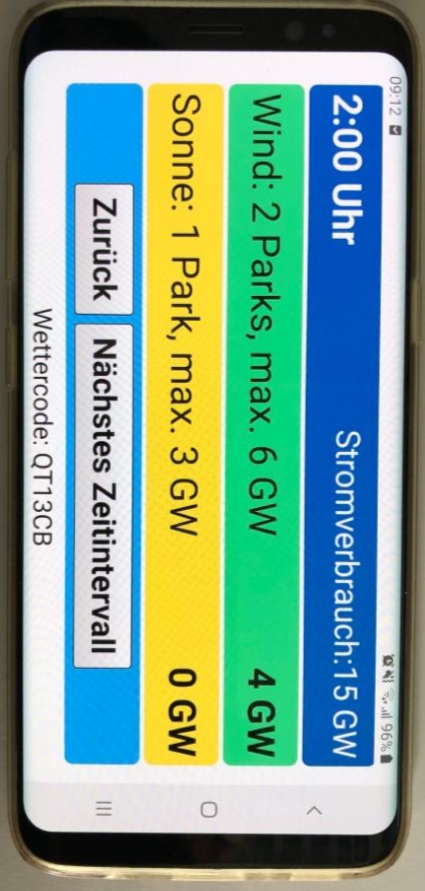 09:12 96%
2:00 Uhr Stromverbrauch:15 GW
Wind: 2 Parks, max. 6 GW 4 GW
Sonne: 1 Park, max. 3 GW 0 GW
Zurück Nächstes Zeitintervall
Wettercode: QT13CB